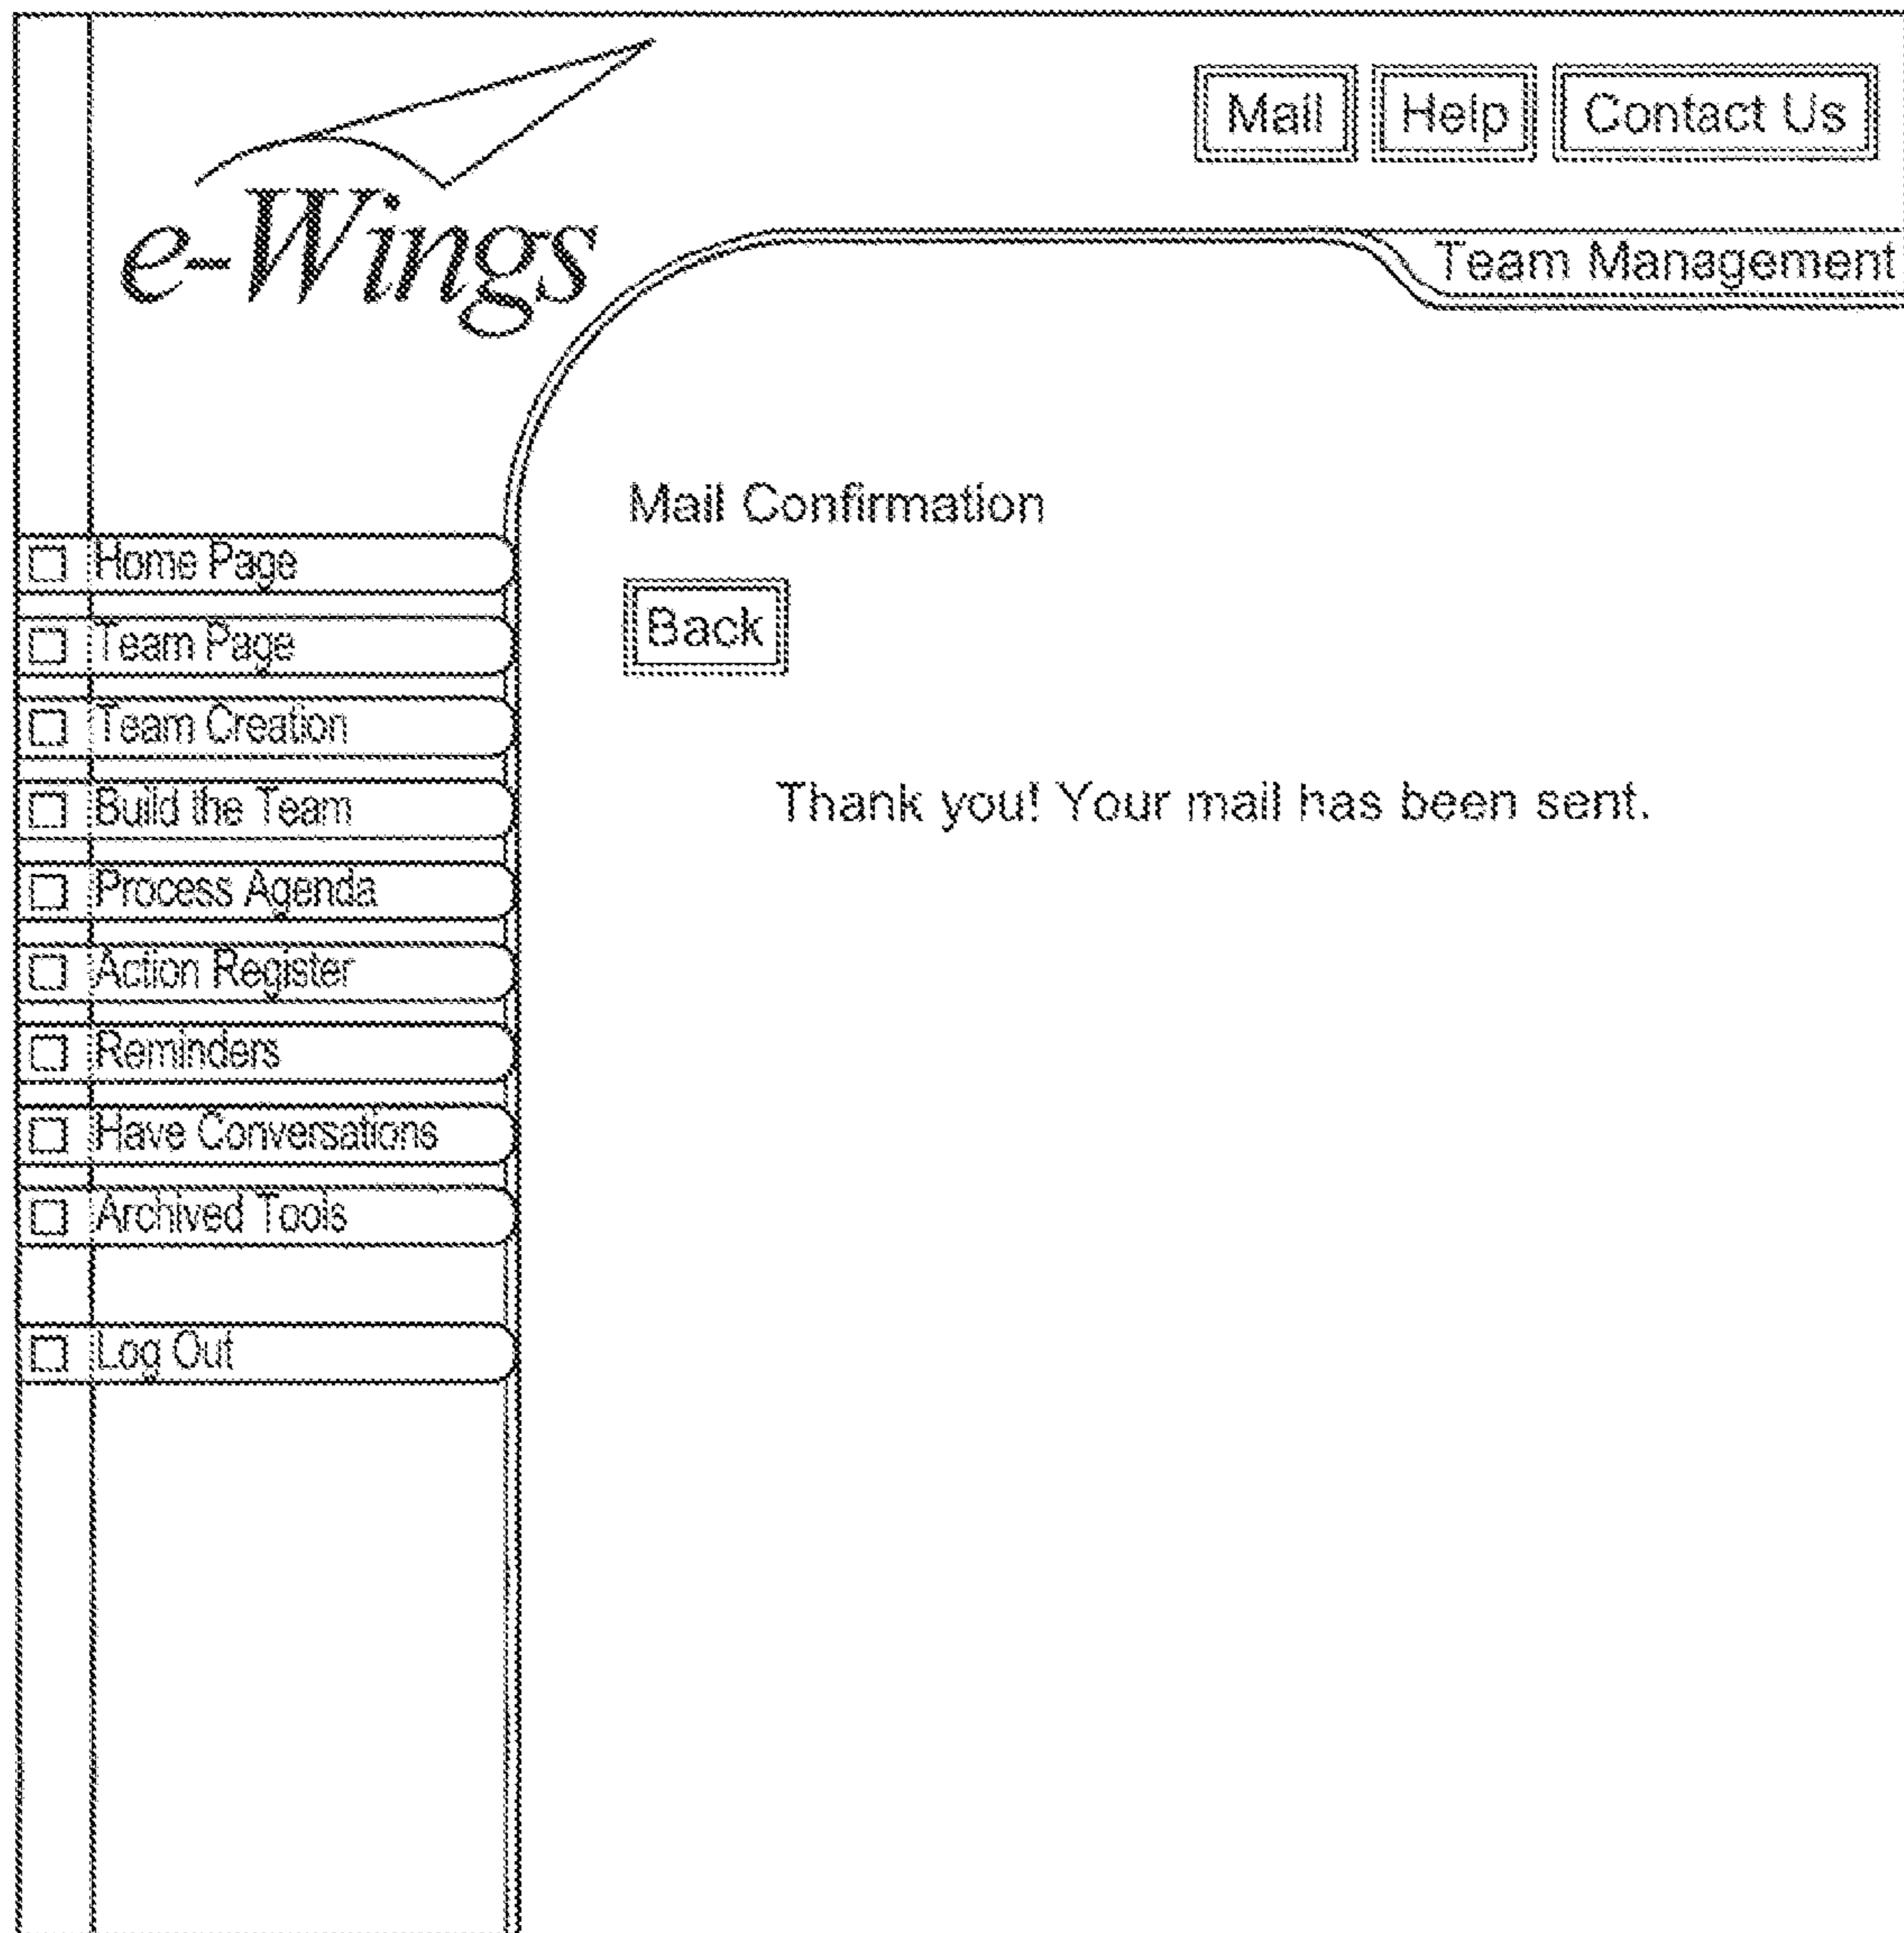 Mail
Help
Contact Us
e-Wings
Team Management
Mail Confirmation
Back
Thank you! Your mail has been sent.
Home Page
Team Page
Team Creation
Build the Team
Process Agenda
Action Register
Reminders
Have Conversations
Archived Tools
Log Out